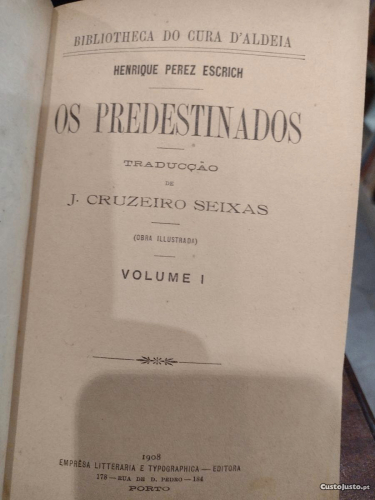 BIBLIOTHECA DO CURA D'ALDEIA
HENRIQUE PEREZ ESCRICH
OS PREDESTINADOS
TRADUCÇÃO
DE
J. CRUZEIRO SEIXAS
(OBRA ILLUSTRADA)
VOLUME I
1908
EMPRÊSA LITTERARIA E TYPOGRAPHICA — EDITORA
178 — RUA DE D. PEDRO — 184
PORTO
CustoJusto.pt